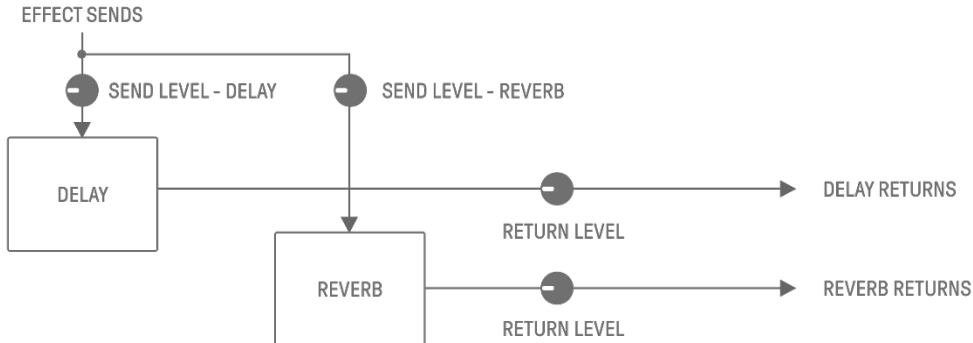 EFFECT SENDS
SEND LEVEL - DELAY
SEND LEVEL - REVERB
DELAY
DELAY RETURNS
RETURN LEVEL
REVERB
REVERB RETURNS
RETURN LEVEL